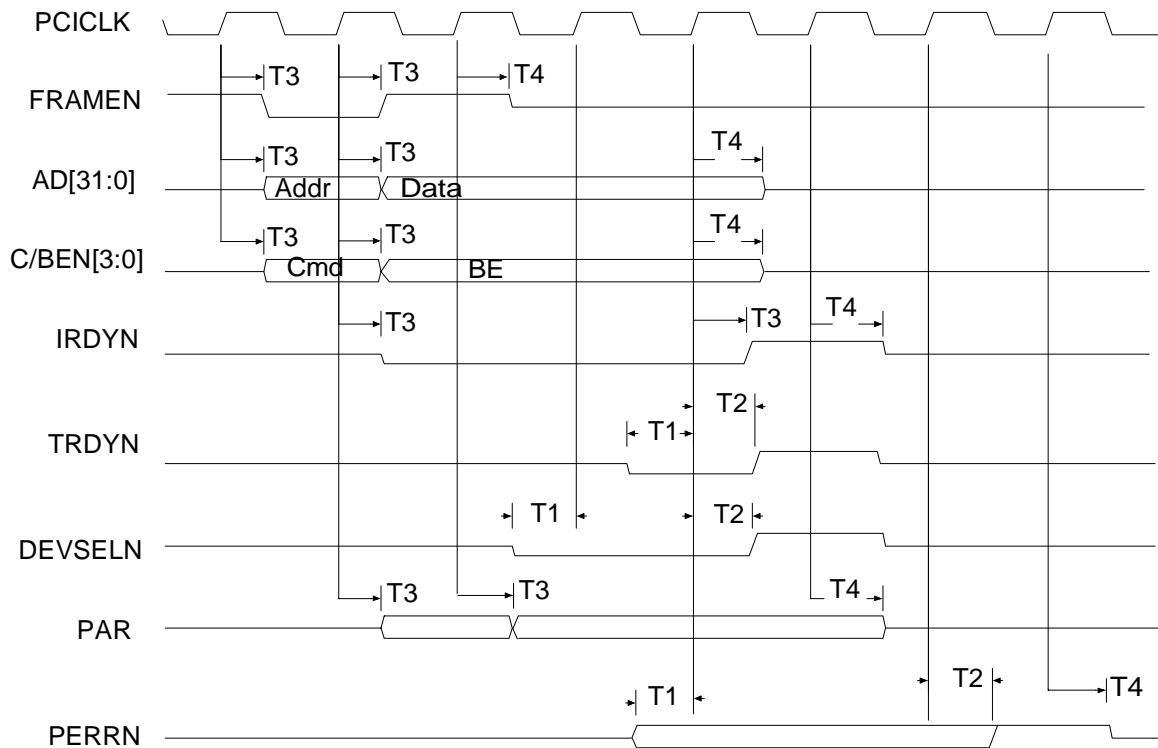 PCICLK
T3 T3 T4
FRAMEN
T4
T3 T3
AD[31:0]
Addr Data
T4
T3 T3
C/BEN[3:0]
Cmd BE
T3 T3 T4
IRDYN
T2
T1
TRDYN
T1 T2
DEVSELN
T3 T3 T4
PAR
T1 T2 T4
PERRN